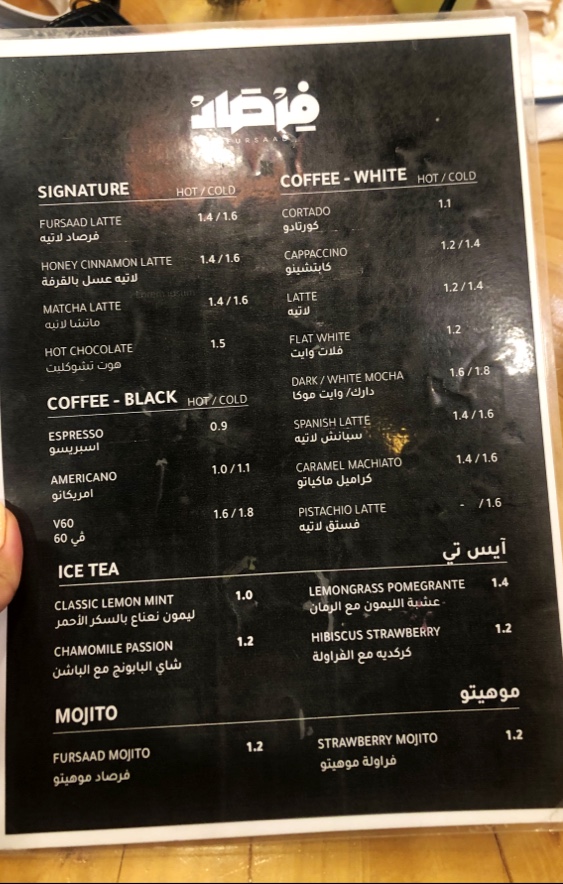 فرصاد
FURSAAD
SIGNATURE HOT / COLD
FURSAAD LATTE 1.4 / 1.6
فرصاد لاتيه
HONEY CINNAMON LATTE 1.4 / 1.6
لاتيه عسل بالقرفة
MATCHA LATTE 1.4 / 1.6
ماتشا لاتيه
HOT CHOCOLATE 1.5
هوت تشوكليت
COFFEE - BLACK HOT / COLD
ESPRESSO 0.9
اسبريسو
AMERICANO 1.0 / 1.1
امريكانو
V60 1.6 / 1.8
في 60
COFFEE - WHITE HOT / COLD
CORTADO 1.1
كورتادو
CAPPACCINO 1.2 / 1.4
كابتشينو
LATTE 1.2 / 1.4
لاتيه
FLAT WHITE 1.2
فلات وايت
DARK / WHITE MOCHA 1.6 / 1.8
دارك/ وايت موكا
SPANISH LATTE 1.4 / 1.6
سبانش لاتيه
CARAMEL MACHIATO 1.4 / 1.6
كراميل ماكياتو
PISTACHIO LATTE - / 1.6
فستق لاتيه
ICE TEA آيس تي
CLASSIC LEMON MINT 1.0
ليمون نعناع بالسكر الأحمر
CHAMOMILE PASSION 1.2
شاي البابونج مع الباشن
LEMONGRASS POMEGRANTE 1.4
عشبة الليمون مع الرمان
HIBISCUS STRAWBERRY 1.2
كركديه مع الفراولة
MOJITO موهيتو
FURSAAD MOJITO 1.2
فرصاد موهيتو
STRAWBERRY MOJITO 1.2
فراولة موهيتو